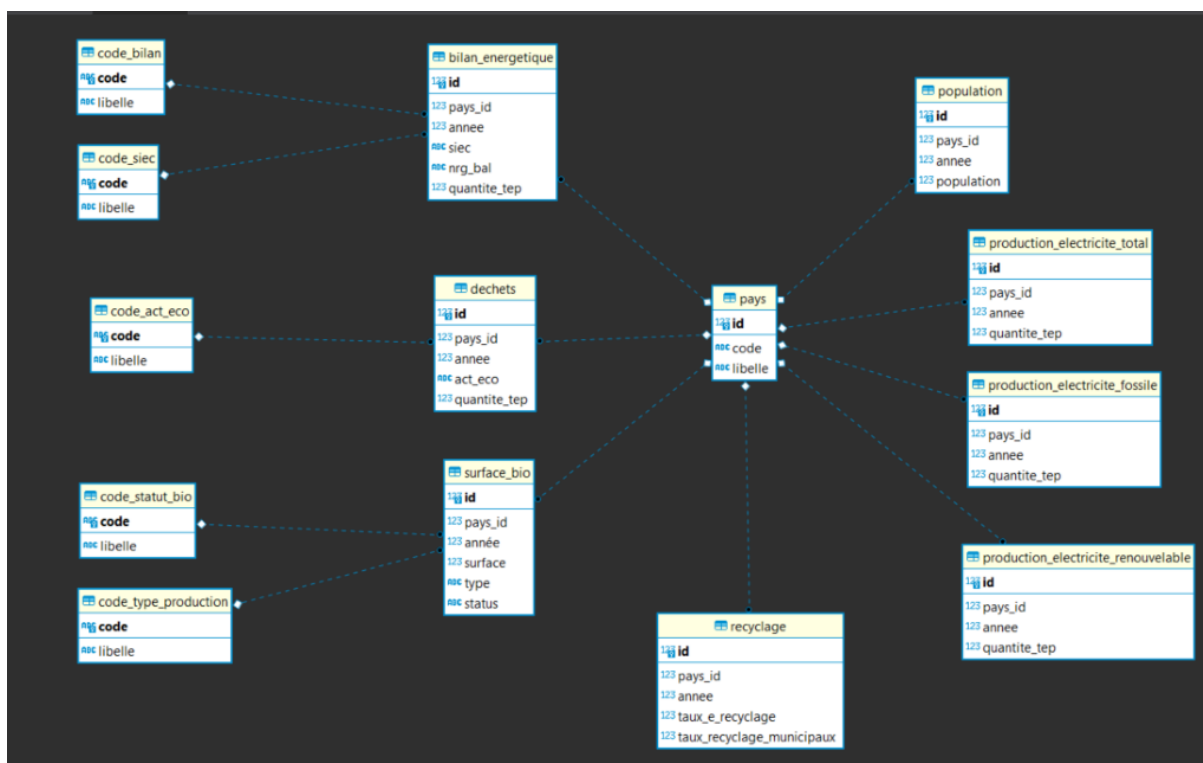 code_bilan
code
libelle
code_siec
code
libelle
bilan_energetique
id
pays_id
annee
siec
nrg_bal
quantite_tep
population
id
pays_id
annee
population
code_act_eco
code
libelle
dechets
id
pays_id
annee
act_eco
quantite_tep
pays
id
code
libelle
production_electricite_total
id
pays_id
annee
quantite_tep
production_electricite_fossile
id
pays_id
annee
quantite_tep
code_statut_bio
code
libelle
code_type_production
code
libelle
surface_bio
id
pays_id
année
surface
type
status
recyclage
id
pays_id
annee
taux_e_recyclage
taux_recyclage_municipaux
production_electricite_renouvelable
id
pays_id
annee
quantite_tep